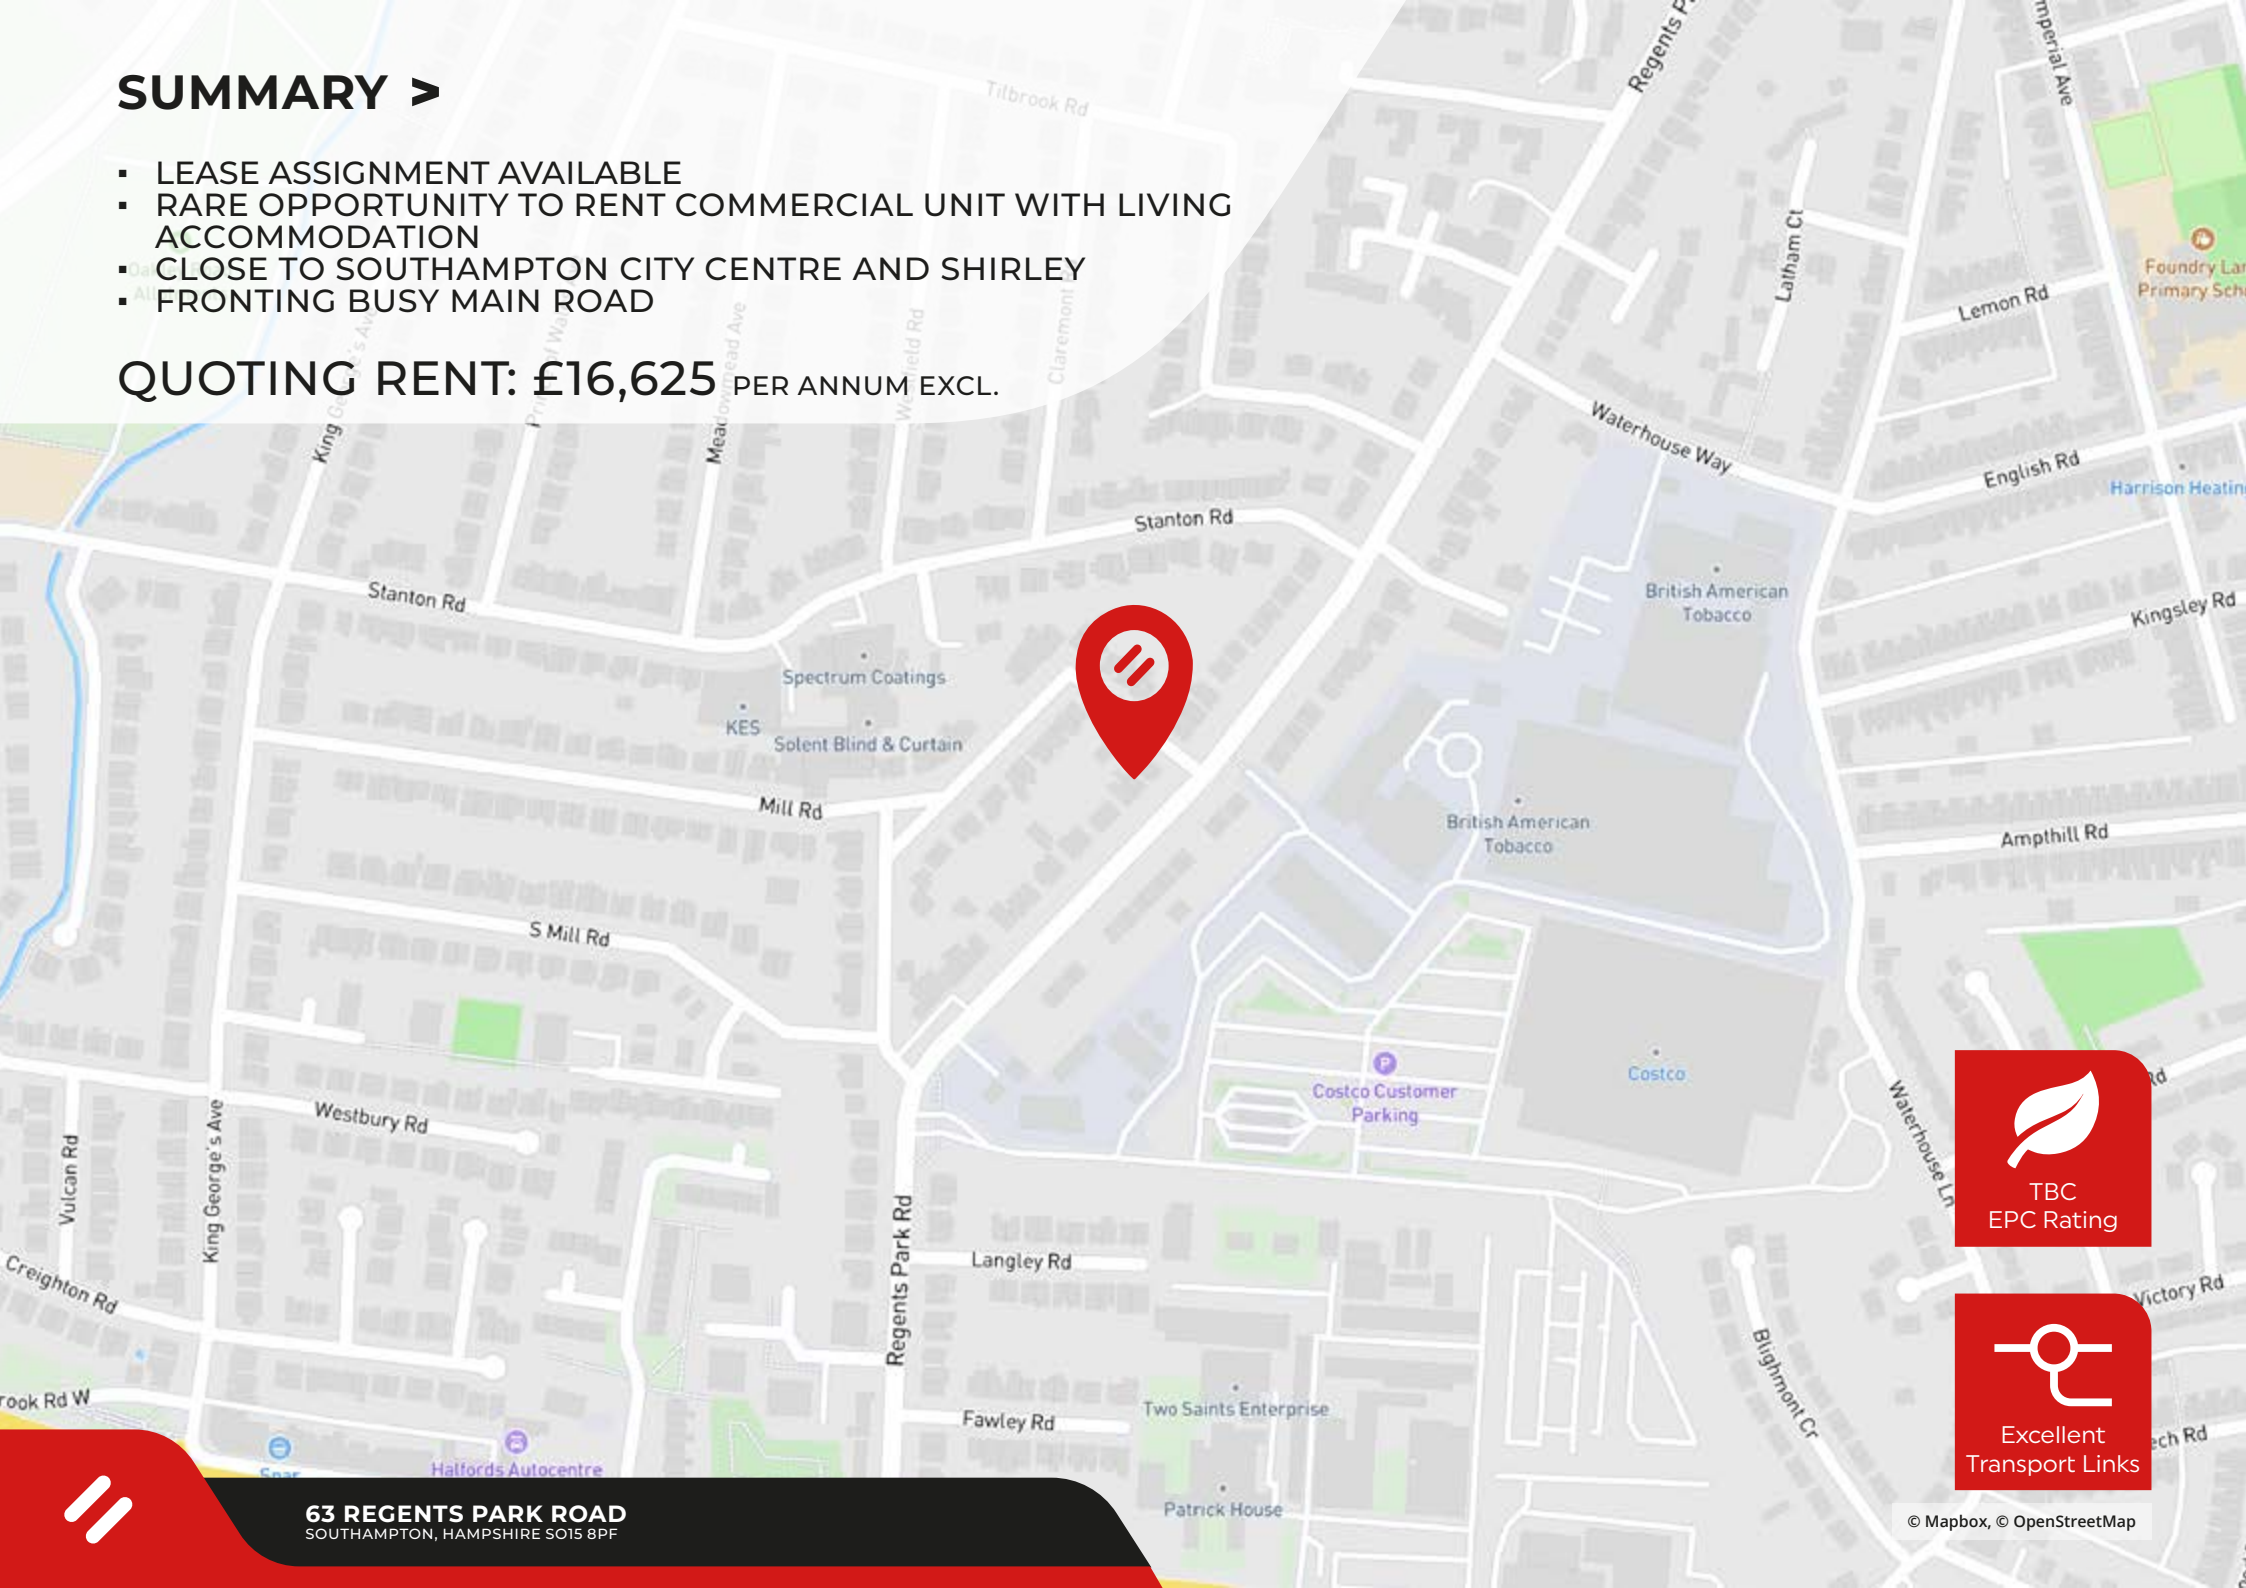 SUMMARY >
▪ LEASE ASSIGNMENT AVAILABLE
▪ RARE OPPORTUNITY TO RENT COMMERCIAL UNIT WITH LIVING
ACCOMMODATION
▪ CLOSE TO SOUTHAMPTON CITY CENTRE AND SHIRLEY
▪ FRONTING BUSY MAIN ROAD
QUOTING RENT: £16,625 PER ANNUM EXCL.
Tilbrook Rd
Regents
Latham Ct
Lemon Rd
Primary
Waterhouse Way
English Rd
Harrison
King George's Ave
Claremont
Stanton Rd
Stanton Rd
British American
Tobacco
Kingsley Rd
Spectrum Coatings
KES
Solent Blind & Curtain
Mill Rd
British American
Tobacco
Ampthill Rd
S Mill Rd
Costco Customer
Parking
Costco
Westbury Rd
Vulcan Rd
King George's Ave
Waterhouse Ln
Regents Park Rd
Langley Rd
Creighton Rd
Victory Rd
Blighmont Cr
Rd W
Fawley Rd
Two Saints Enterprise
Halfords Autocentre
Patrick House
TBC
EPC Rating
Excellent
Transport Links
63 REGENTS PARK ROAD
SOUTHAMPTON, HAMPSHIRE SO15 8PF
© Mapbox, © OpenStreetMap